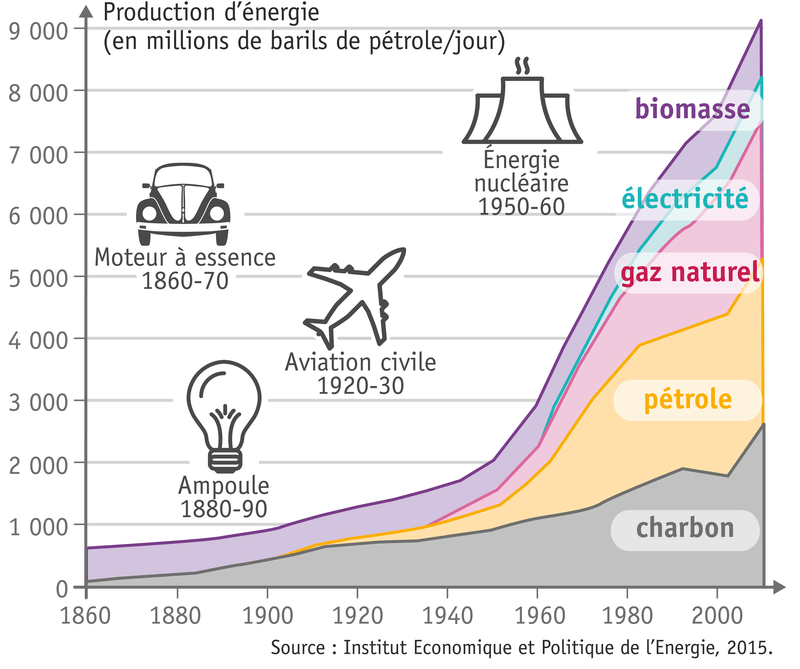 Production d’énergie
(en millions de barils de pétrole/jour)
9 000
8 000
7 000
6 000
5 000
4 000
3 000
2 000
1 000
0
1860
1880
1900
1920
1940
1960
1980
2000
Énergie
nucléaire
1950-60
Moteur à essence
1860-70
Aviation civile
1920-30
Ampoule
1880-90
biomasse
électricité
gaz naturel
pétrole
charbon
Source : Institut Economique et Politique de l’Energie, 2015.